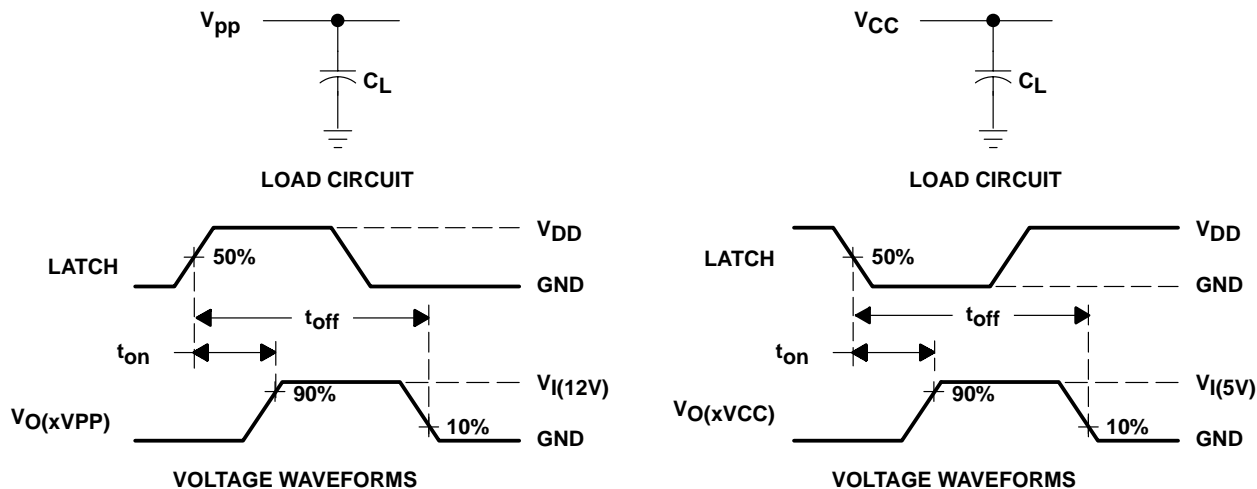 Vpp
CL
LOAD CIRCUIT
LATCH
50%
VDD
GND
toff
ton
VO(xVPP)
90%
10%
VI(12V)
GND
VOLTAGE WAVEFORMS
VCC
CL
LOAD CIRCUIT
LATCH
50%
VDD
GND
toff
ton
VO(xVCC)
90%
10%
VI(5V)
GND
VOLTAGE WAVEFORMS